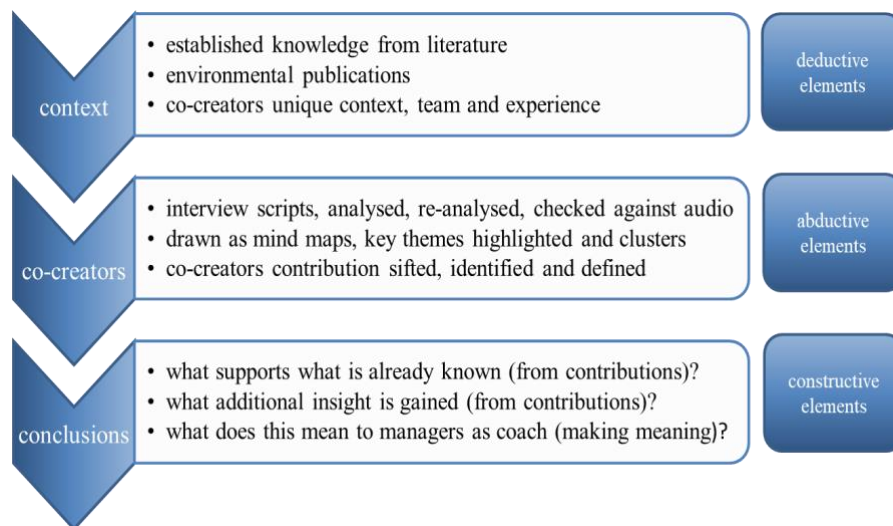 context
• established knowledge from literature
• environmental publications
• co-creators unique context, team and experience
deductive
elements
co-creators
• interview scripts, analysed, re-analysed, checked against audio
• drawn as mind maps, key themes highlighted and clusters
• co-creators contribution sifted, identified and defined
abductive
elements
conclusions
• what supports what is already known (from contributions)?
• what additional insight is gained (from contributions)?
• what does this mean to managers as coach (making meaning)?
constructive
elements